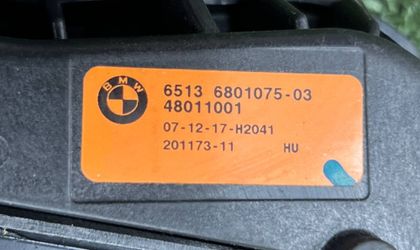 BMW
6513 6801075-03
48011001
07-12-17-H2041
201173-11 HU